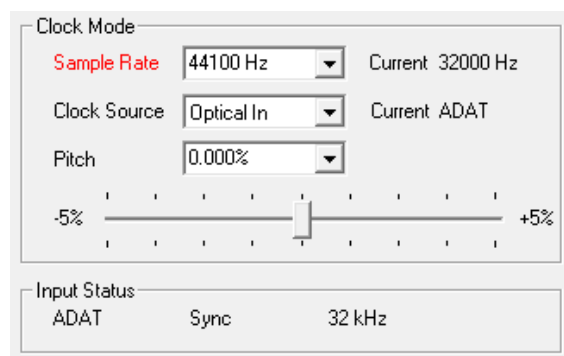 Clock Mode
Sample Rate 44100 Hz Current 32000 Hz
Clock Source Optical In Current ADAT
Pitch 0.000%
-5% +5%
Input Status
ADAT Sync 32 kHz